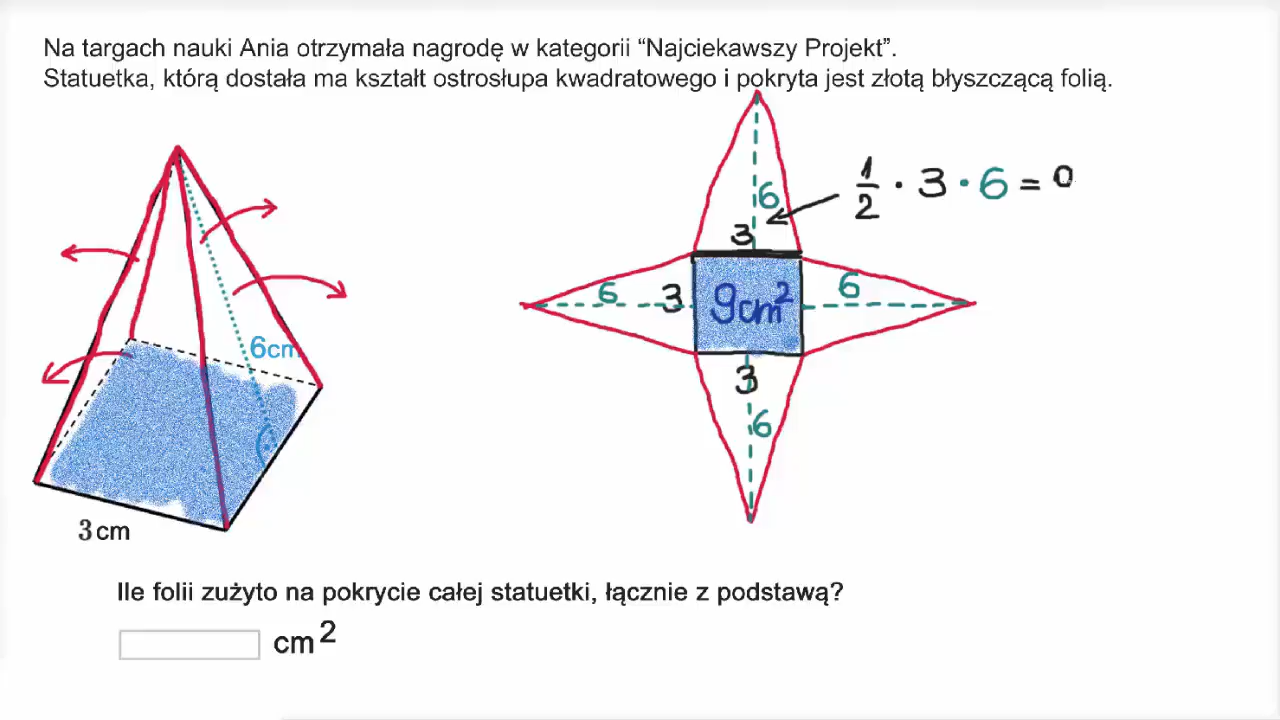 Na targach nauki Ania otrzymała nagrodę w kategorii “Najciekawszy Projekt”.
Statuetka, którą dostała ma kształt ostrosłupa kwadratowego i pokryta jest złotą błyszczącą folią.
6
1/2 · 3 · 6 =
3
6
3
9cm²
6
6cm
3
6
3 cm
Ile folii zużyto na pokrycie całej statuetki, łącznie z podstawą?
cm²